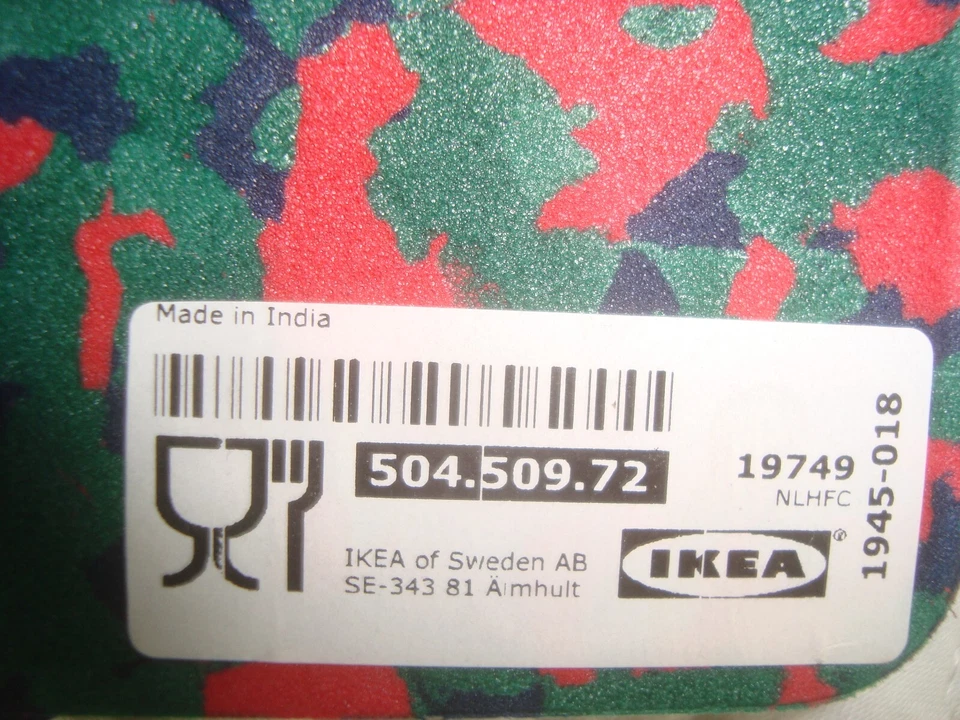 Made in India
504.509.72
19749
NLHFC
1945-018
IKEA of Sweden AB
SE-343 81 Älmhult
IKEA®